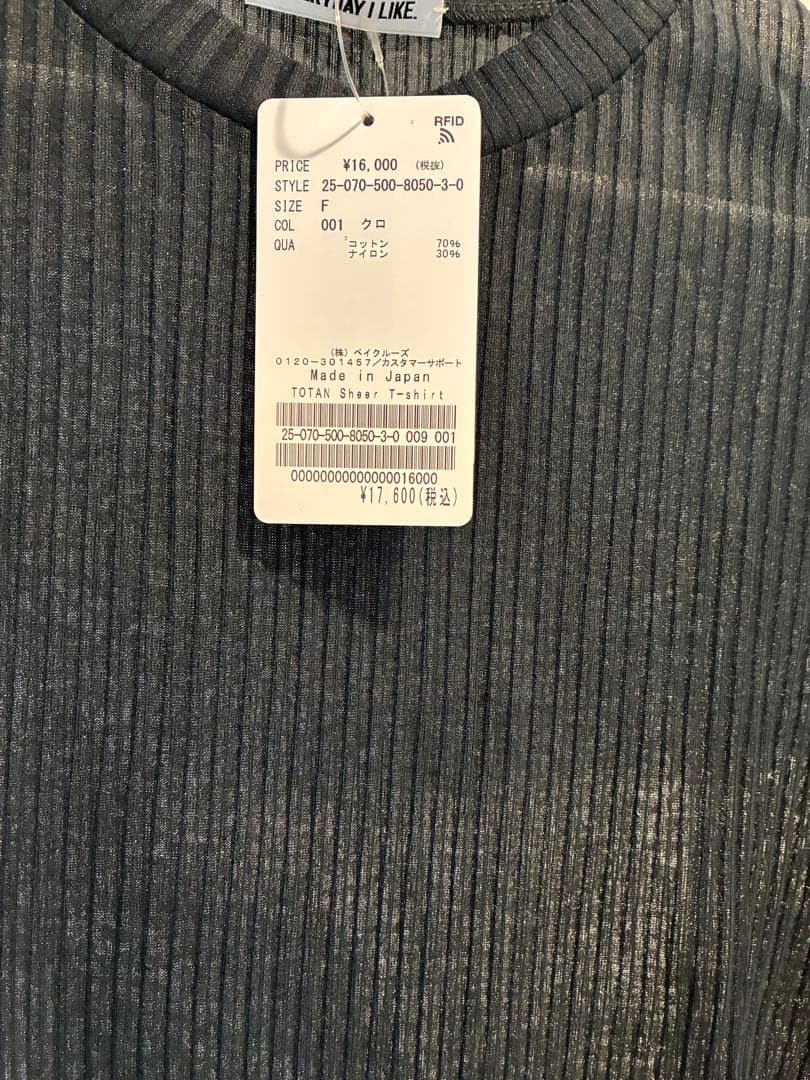 AY I LIKE.
RFID
PRICE ¥16,000 (税抜)
STYLE 25-070-500-8050-3-0
SIZE F
COL 001 クロ
QUA コットン 70%
ナイロン 30%
(株) ベイクルーズ
0120-301457/カスタマーサポート
Made in Japan
TOTAN Sheer T-shirt
25-070-500-8050-3-0 009 001
00000000000000016000
¥17,600(税込)